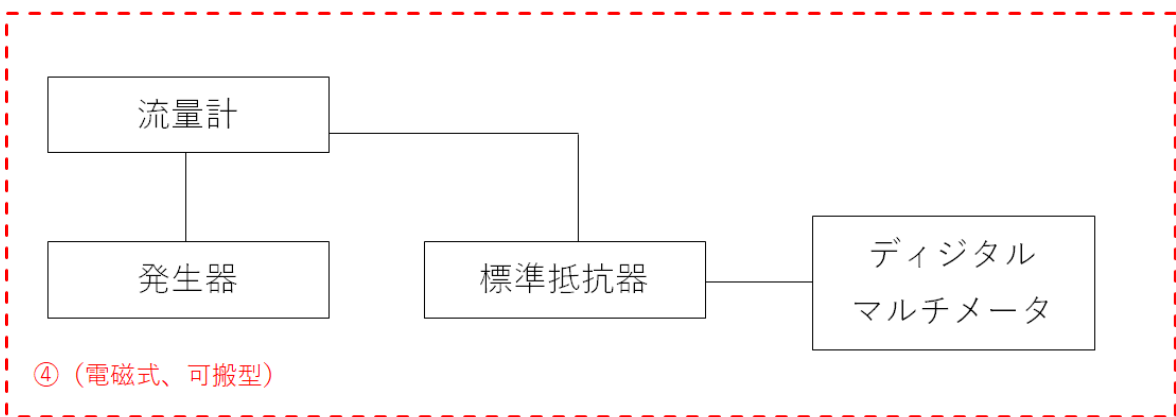 流量計
発生器
標準抵抗器
ディジタル
マルチメータ
④（電磁式、可搬型）